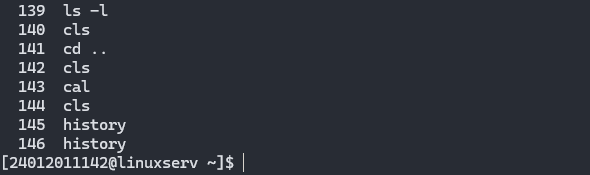 139 ls -l
140 cls
141 cd ..
142 cls
143 cal
144 cls
145 history
146 history
[24012011142@linuxserv ~]$